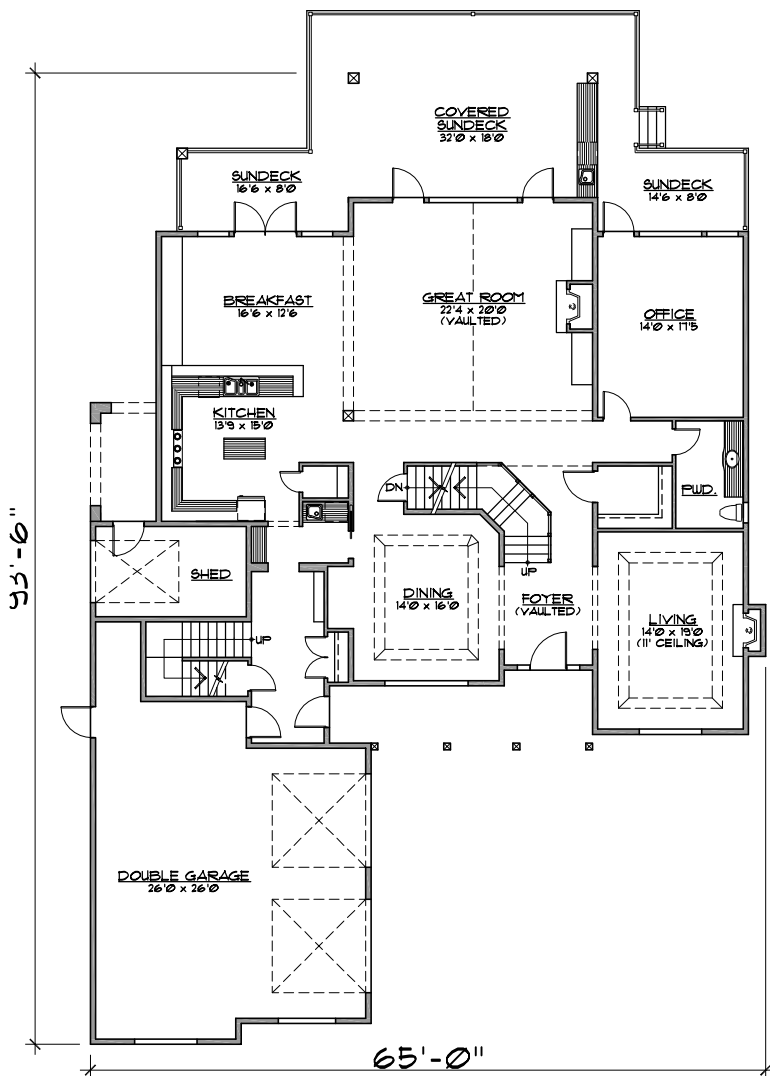 COVERED
SUNDECK
32'0 x 18'0
SUNDECK
16'6 x 8'0
SUNDECK
14'6 x 8'0
BREAKFAST
16'6 x 12'6
GREAT ROOM
22'4 x 20'0
(VAULTED)
OFFICE
14'0 x 17'5
KITCHEN
13'9 x 15'0
DN
PWD.
93'-6"
SHED
UP
DINING
14'0 x 16'0
FOYER
(VAULTED)
LIVING
14'0 x 19'0
(11' CEILING)
UP
DOUBLE GARAGE
26'0 x 26'0
65'-0"